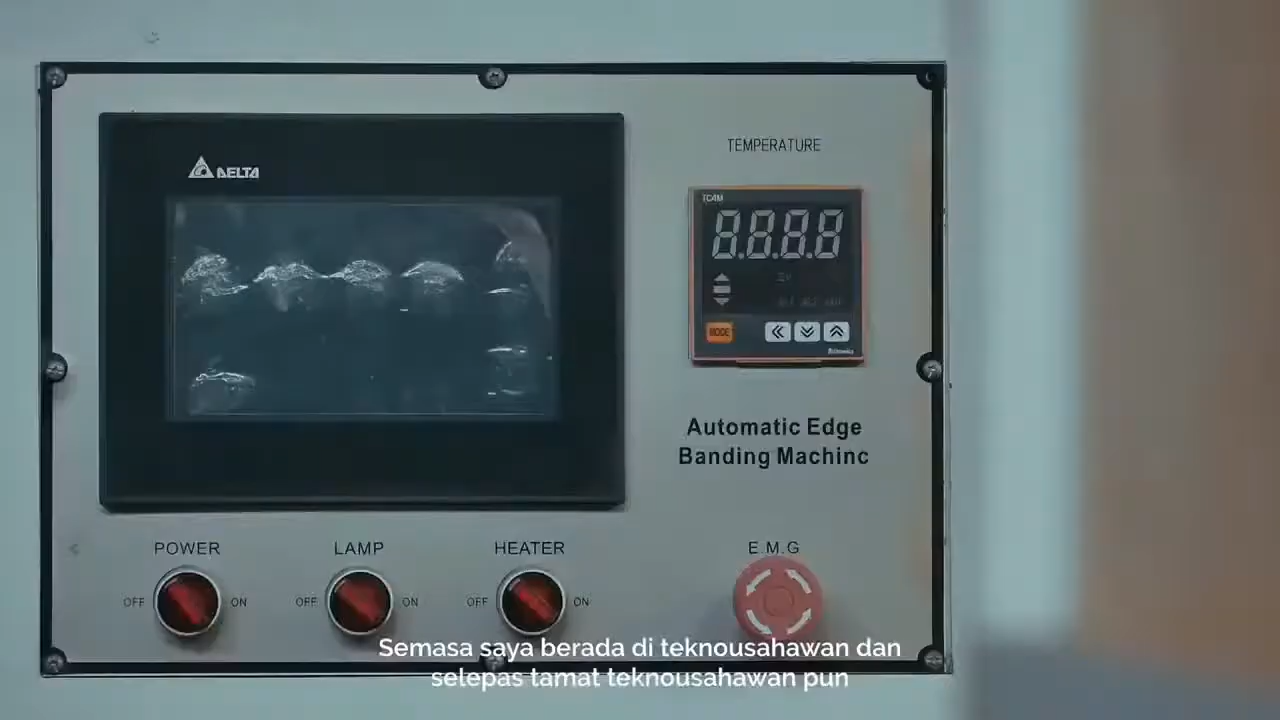 DELTA
TEMPERATURE
TC4M
8.8.8.8
MODE
Autonics
Automatic Edge
Banding Machinc
POWER
OFF
ON
LAMP
OFF
ON
HEATER
OFF
ON
E.M.G
Semasa saya berada di teknousahawan dan
selepas tamat teknousahawan pun